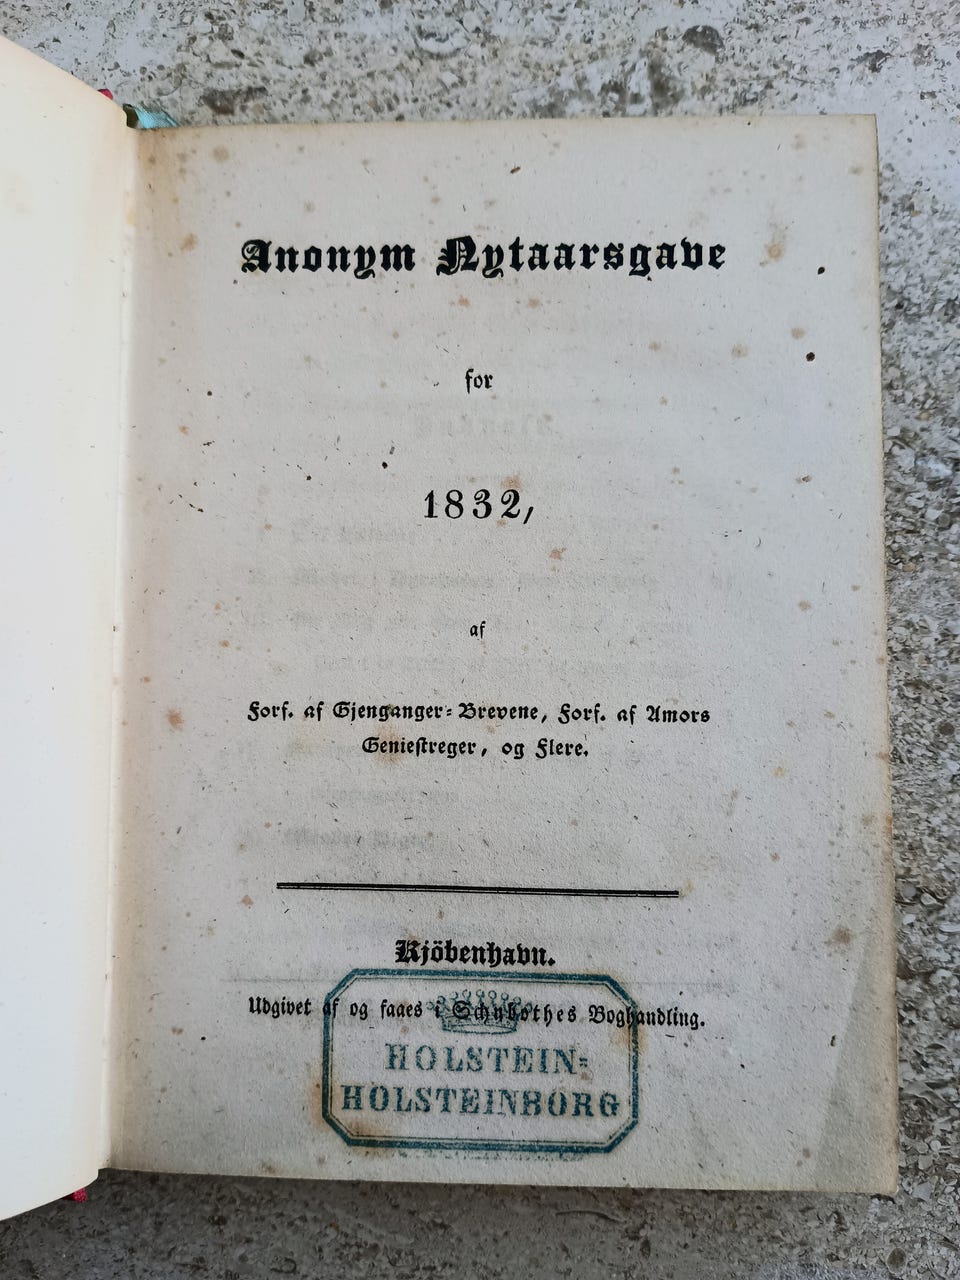 Anonym Nytaarsgave
for
1832,
af
Forf. af Gjenganger-Brevene, Forf. af Amors
Geniestreger, og Flere.
Kjöbenhavn.
Udgivet af og faaes i Schubothes Boghandling.
HOLSTEIN-
HOLSTEINBORG